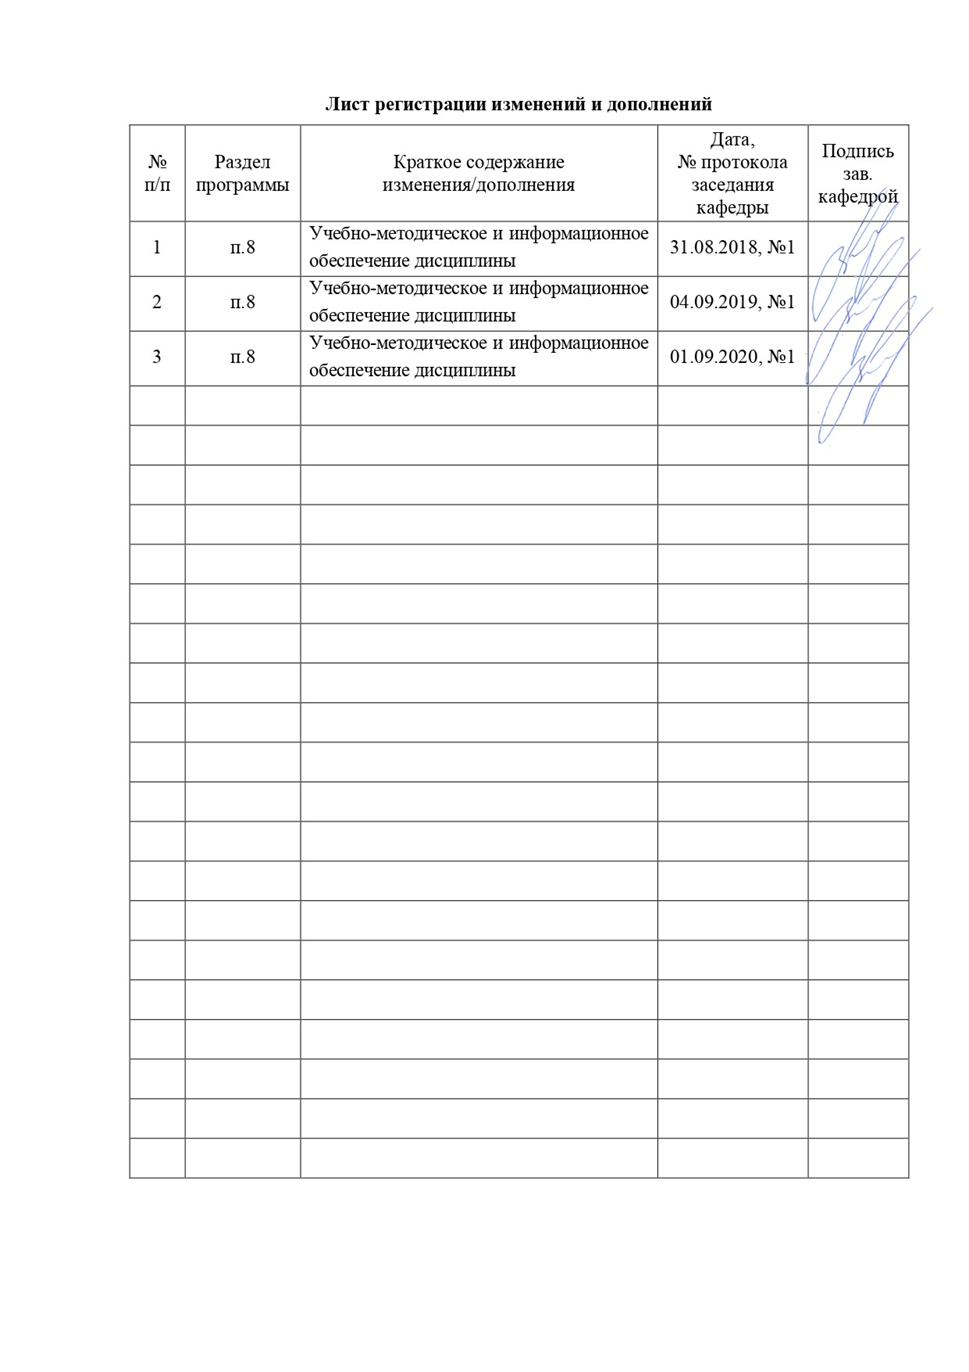 Лист регистрации изменений и дополнений
№
п/п
Раздел
программы
Краткое содержание
изменения/дополнения
Дата,
№ протокола
заседания
кафедры
Подпись
зав.
кафедрой
1
п.8
Учебно-методическое и информационное
обеспечение дисциплины
31.08.2018, №1
2
п.8
Учебно-методическое и информационное
обеспечение дисциплины
04.09.2019, №1
3
п.8
Учебно-методическое и информационное
обеспечение дисциплины
01.09.2020, №1